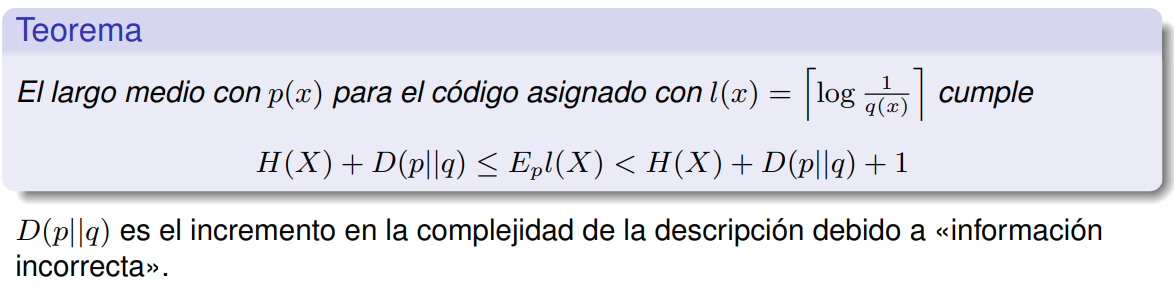 Teorema
El largo medio con p(x) para el código asignado con l(x) = ⌈log 1/q(x)⌉ cumple
H(X) + D(p||q) ≤ E_p l(X) < H(X) + D(p||q) + 1
D(p||q) es el incremento en la complejidad de la descripción debido a «información
incorrecta».